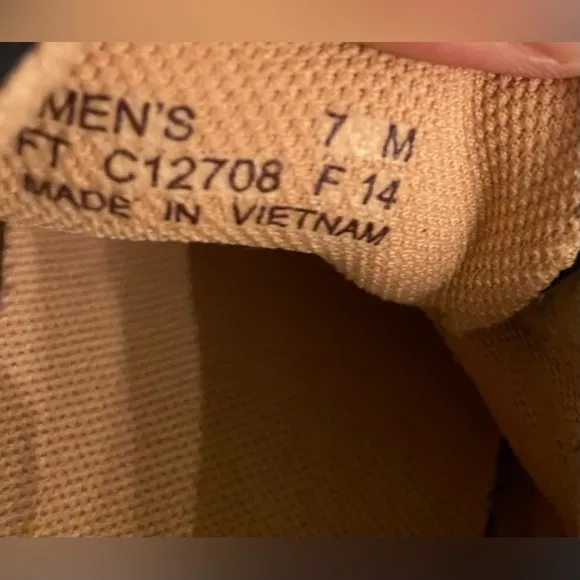 MEN'S 7 M
FT C12708 F 14
MADE IN VIETNAM